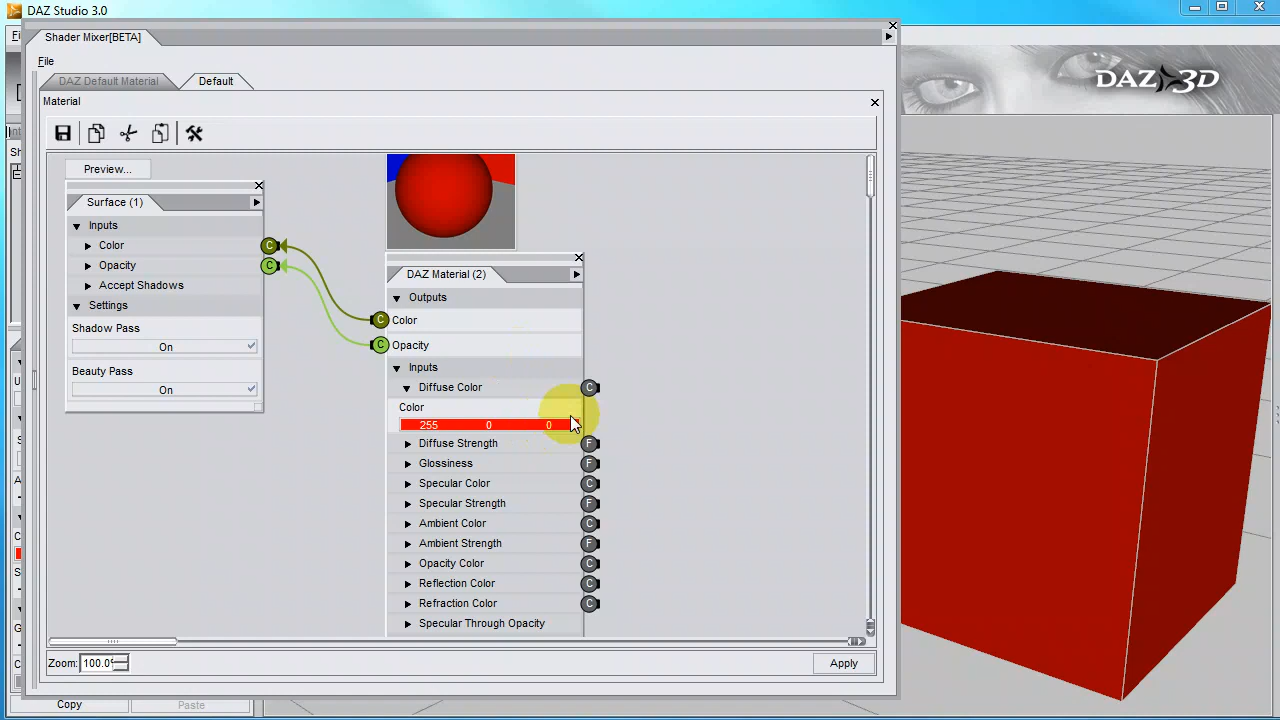 DAZ Studio 3.0
Shader Mixer[BETA]
File
DAZ Default Material
Default
Material
DAZ 3D
Preview...
Surface (1)
Inputs
Color
Opacity
Accept Shadows
Settings
Shadow Pass
On
Beauty Pass
On
DAZ Material (2)
Outputs
Color
Opacity
Inputs
Diffuse Color
Color
255 0 0
Diffuse Strength
Glossiness
Specular Color
Specular Strength
Ambient Color
Ambient Strength
Opacity Color
Reflection Color
Refraction Color
Specular Through Opacity
C
C
C
C
C
F
F
C
F
C
F
C
C
C
Zoom:
Apply
Copy
Paste